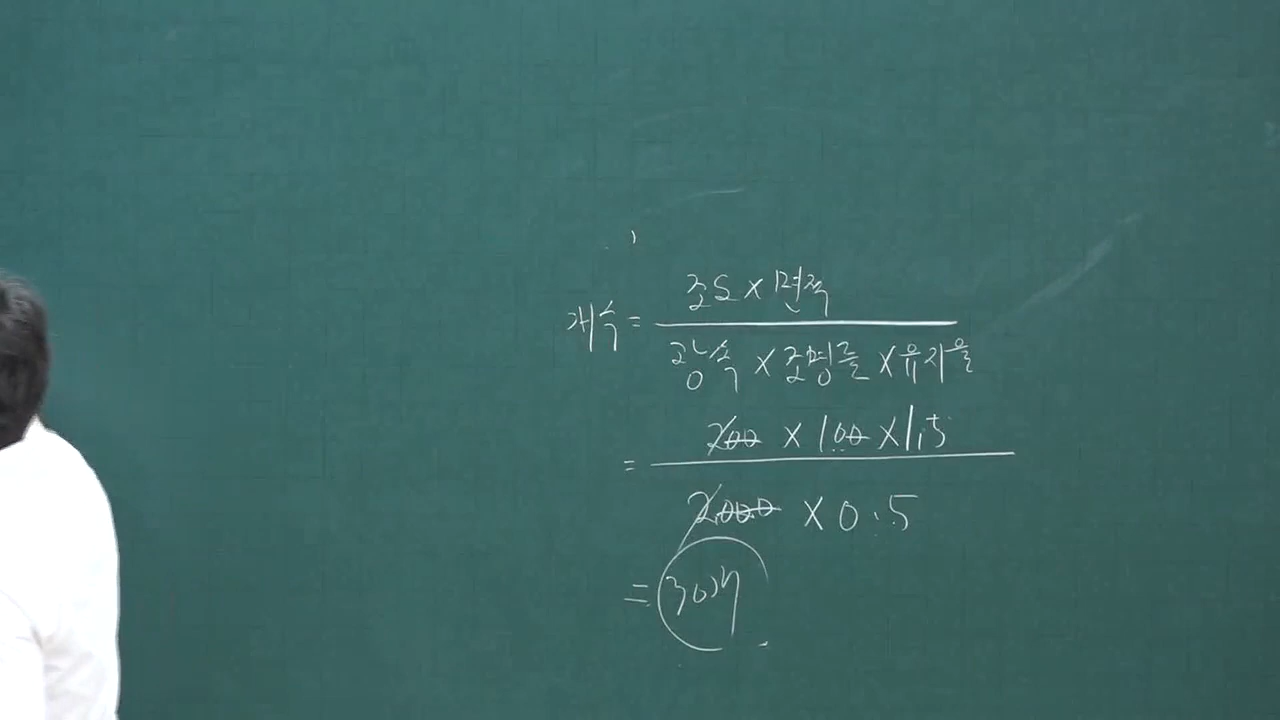 개수 = 조도 X 면적
광속 X 조명률 X 유지율
= 200 X 100 X 1.5
2000 X 0.5
= 30개